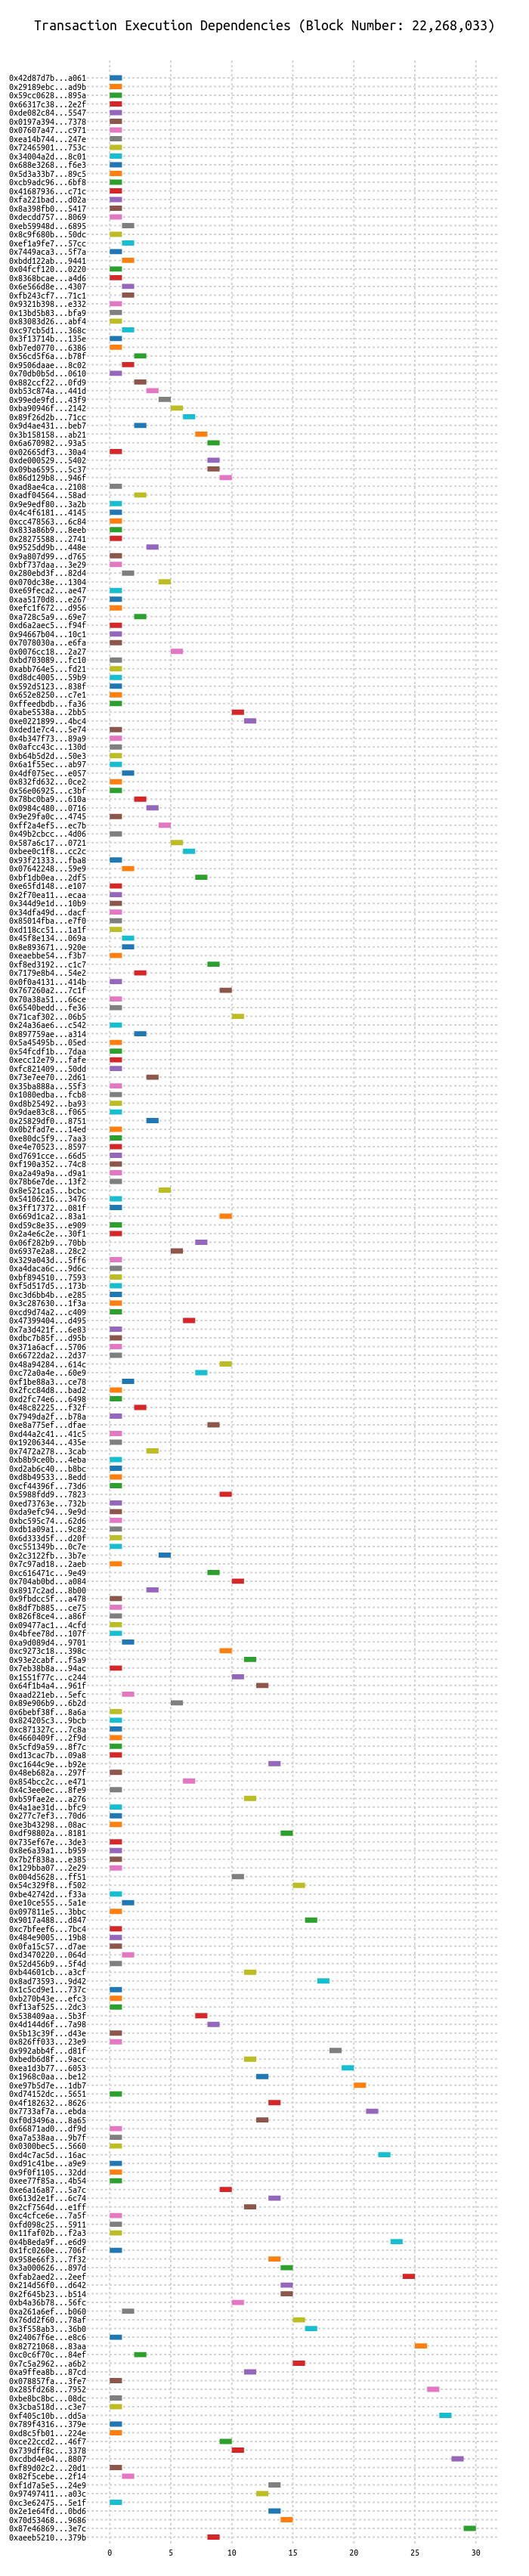 Transaction Execution Dependencies (Block Number: 22,268,033)
0x42d87d7b...a061
0x29189ebc...ad9b
0x59cc0628...895a
0x66317c38...2e2f
0xde082c84...5547
0x0197a394...7378
0x07607a47...c971
0xea14b744...247e
0x72465901...753c
0x34004a2d...8c01
0x688e3268...f6e3
0x5d3a33b7...89c5
0xcb9adc96...6bf8
0x41687936...c71c
0xfa221bad...d02a
0x8a398fb0...5417
0xdecdd757...8069
0xeb59948d...6895
0x8c9f680b...50dc
0xef1a9fe7...57cc
0x7449aca3...5f7a
0xbdd122ab...9441
0x04fcf120...0220
0x8368bcae...a4d6
0x6e566d8e...4307
0xfb243cf7...71c1
0x9321b398...e332
0x13bd5b83...bfa9
0x83083d26...abf4
0xc97cb5d1...368c
0x3f13714b...135e
0xb7ed0770...6386
0x56cd5f6a...b78f
0x9506daae...8c02
0x70db0b5d...0610
0x882ccf22...0fd9
0xb53c874a...441d
0x99ede9fd...43f9
0xba90946f...2142
0x89f26d2b...71cc
0x9d4ae431...beb7
0x3b158158...ab21
0x6a670982...93a5
0x02665df3...30a4
0xde000529...5402
0x09ba6595...5c37
0x86d129b8...946f
0xad8ae4ca...2108
0xadf04564...58ad
0x9e9edf80...3a2b
0x4c4f6181...4145
0xcc478563...6c84
0x833a86b9...8eeb
0x28275588...2741
0x9525dd9b...448e
0x9a807d99...d765
0xbf737daa...3e29
0x280ebd3f...82d4
0x070dc38e...1304
0xe69feca2...ae47
0xaa5170d8...e267
0xefc1f672...d956
0xa728c5a9...69e7
0xd6a2aec5...f94f
0x94667b04...10c1
0x7078030a...e6fa
0x0076cc18...2a27
0xbd703089...fc10
0xabb764e5...fd21
0xd8dc4005...59b9
0x592d5123...838f
0x652e8250...c7e1
0xffeedbdb...fa36
0xabe5538a...2bb5
0xe0221899...4bc4
0xded1e7c4...5e74
0x4b347f73...89a9
0x0afcc43c...130d
0xb64b5d2d...50e3
0x6a1f55ec...ab97
0x4df075ec...e057
0x832fd632...0ce2
0x56e06925...c3bf
0x78bc0ba9...610a
0x0984c480...0716
0x9e29fa0c...4745
0xff2a4ef5...ec7b
0x49b2cbcc...4d06
0x587a6c17...0721
0xbee0c1f8...cc2c
0x93f21333...fba8
0x07642248...59e9
0xbf1db0ea...2df5
0xe65fd148...e107
0x2f70ea11...ecaa
0x344d9e1d...10b9
0x34dfa49d...dacf
0x85014fba...e7f0
0xd118cc51...1a1f
0x45f8e134...069a
0x8e893671...920e
0xeaebbe54...f3b7
0xf8ed3192...c1c7
0x7179e8b4...54e2
0x0f0a4131...414b
0x767260a2...7c1f
0x70a38a51...66ce
0x6540bedd...fe36
0x71caf302...06b5
0x24a36ae6...c542
0x897759ae...a314
0x5a45495b...05ed
0x54fcdf1b...7daa
0xecc12e79...fafe
0xfc821409...50dd
0x73e7ee70...2d61
0x35ba888a...55f3
0x1080edba...fcb8
0xd8b25492...ba93
0x9dae83c8...f065
0x25829df0...8751
0x0b2fad7e...14ed
0xe80dc5f9...7aa3
0xe4e70523...8597
0xd7691cce...66d5
0xf190a352...74c8
0xa2a49a9a...d9a1
0x78b6e7de...13f2
0x8e521ca5...bcbc
0x54106216...3476
0x3ff17372...081f
0x669d1ca2...83a1
0xd59c8e35...e909
0x2a4e6c2e...30f1
0x06f282b9...70bb
0x6937e2a8...28c2
0x329a043d...5ff6
0xa4daca6c...9d6c
0xbf894510...7593
0xf5d517d5...173b
0xc3d6bb4b...e285
0x3c287630...1f3a
0xcd9d74a2...c409
0x47399404...d495
0x7a3d421f...6e83
0xdbc7b85f...d95b
0x371a6acf...5706
0x66722da2...2d37
0x48a94284...614c
0xc72a0a4e...60e9
0xf1be88a3...ce78
0x2fcc84d8...bad2
0xd2fc74e6...6498
0x48c82225...f32f
0x7949da2f...b78a
0xe8a775ef...dfae
0xd44a2c41...41c5
0x19206344...435e
0x7472a278...3cab
0xb8b9ce0b...4eba
0xd2ab6c40...b8bc
0xd8b49533...8edd
0xcf44396f...73d6
0x5988fdd9...7823
0xed73763e...732b
0xda9efc94...9e9d
0xbc595c74...62d6
0xdb1a09a1...9c82
0x6d333d5f...d20f
0xc551349b...0c7e
0x2c3122fb...3b7e
0x7c97ad18...2aeb
0xc616471c...9e49
0x704ab0bd...a084
0x8917c2ad...8b00
0x9fbdcc5f...a478
0x8df7b885...ce75
0x826f8ce4...a86f
0x09477ac1...4cfd
0x4bfee78d...107f
0xa9d089d4...9701
0xc9273c18...398c
0x93e2cabf...f5a9
0x7eb38b8a...94ac
0x1551f77c...c244
0x64f1b4a4...961f
0xaad221eb...5efc
0x89e906b9...6b2d
0x6bebf38f...8a6a
0x824205c3...9bcb
0xc871327c...7c8a
0x4660409f...2f9d
0x5cfd9a59...8f7c
0xd13cac7b...09a8
0xc1644c9e...b92e
0x48eb682a...297f
0x854bcc2c...e471
0x4c3ee0ec...8fe9
0xb59fae2e...a276
0x4a1ae31d...bfc9
0x277c7ef3...70d6
0xe3b43298...08ac
0xdf98802a...8181
0x735ef67e...3de3
0x8e6a39a1...b959
0x7b2f838a...e385
0x129bba07...2e29
0x004d5628...ff51
0x54c329f8...f502
0xbe42742d...f33a
0xe10ce555...5a1e
0x097811e5...3bbc
0x9017a488...d847
0xc7bfeef6...7bc4
0x484e9005...19b8
0x0fa15c57...d7ae
0xd3470220...064d
0x52d456b9...5f4d
0xb44601cb...a3cf
0x8ad73593...9d42
0x1c5cd9e1...737c
0xb270b43e...efc3
0xf13af525...2dc3
0x538409aa...5b3f
0x4d144d6f...7a98
0x5b13c39f...d43e
0x826ff033...23e9
0x992abb4f...d81f
0xbedb6d8f...9acc
0xea1d3b77...6053
0x1968c0aa...be12
0xe97b5d7e...1db7
0xd74152dc...5651
0x4f182632...8626
0x7733af7a...ebda
0xf0d3496a...8a65
0x66871ad0...df9d
0xa7a538aa...9b7f
0x0300bec5...5660
0xd4c7ac5d...16ac
0xd91c41be...a9e9
0x9f0f1105...32dd
0xee77f85a...4b54
0xe6a16a87...5a7c
0x613d2e1f...6c74
0x2cf7564d...e1ff
0xc4cfce6e...7a5f
0xfd098c25...5911
0x11faf02b...f2a3
0x4b8eda9f...e6d9
0x1fc0260e...706f
0x958e66f3...7f32
0x3a000626...897d
0xfab2aed2...2eef
0x214d56f0...d642
0x2f645b23...b514
0xb4a36b78...56fc
0xa261a6ef...b060
0x76dd2f60...78af
0x3f558ab3...36b0
0x24067f6e...e8c6
0x82721068...83aa
0xc0c6f70c...84ef
0x7c5a2962...a6b2
0xa9ffea8b...87cd
0x078857fa...3fe7
0x285fd268...7952
0xbe8bc8bc...08dc
0x3cba518d...c3e7
0xf405c10b...dd5a
0x789f4316...379e
0xd8c5fb01...224e
0xce22ccd2...46f7
0x739dff8c...3378
0xcdbd4e04...8807
0xf89d02c2...20d1
0x82f5cebe...2f14
0xf1d7a5e5...24e9
0x97497411...a03c
0xc3e62475...5e1f
0x2e1e64fd...0bd6
0x70d53468...9686
0x87e46869...3e7c
0xaeeb5210...379b
0 5 10 15 20 25 30